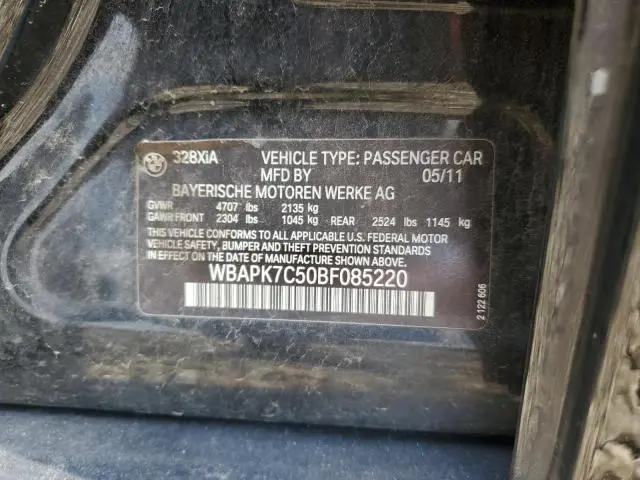 328XiA VEHICLE TYPE: PASSENGER CAR
MFD BY 05/11
BAYERISCHE MOTOREN WERKE AG
GVWR 4707 lbs 2135 kg
GAWR FRONT 2304 lbs 1045 kg REAR 2524 lbs 1145 kg
THIS VEHICLE CONFORMS TO ALL APPLICABLE U.S. FEDERAL MOTOR
VEHICLE SAFETY, BUMPER AND THEFT PREVENTION STANDARDS
IN EFFECT ON THE DATE OF MANUFACTURE SHOWN ABOVE.
WBAPK7C50BF085220
2 122 606